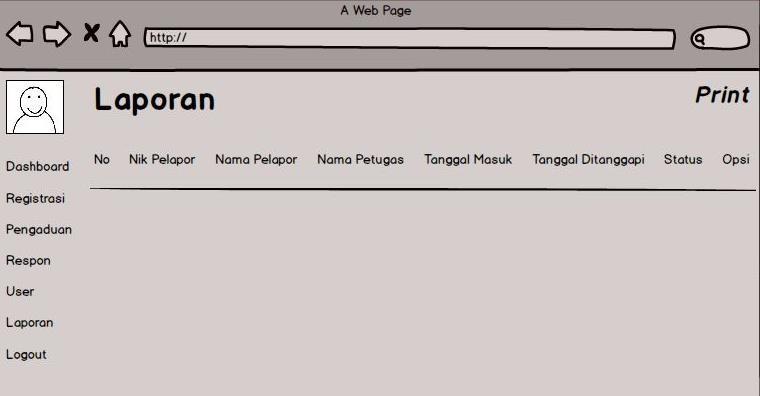 A Web Page
http://
Laporan
Print
No Nik Pelapor Nama Pelapor Nama Petugas Tanggal Masuk Tanggal Ditanggapi Status Opsi
Dashboard
Registrasi
Pengaduan
Respon
User
Laporan
Logout